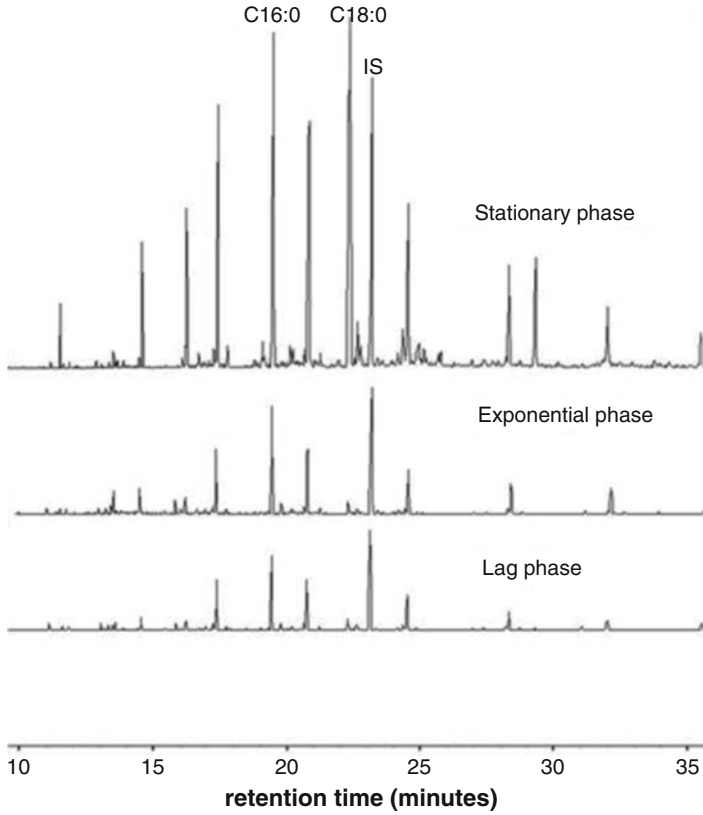 C16:0 C18:0
IS
Stationary phase
Exponential phase
Lag phase
10 15 20 25 30 35
retention time (minutes)